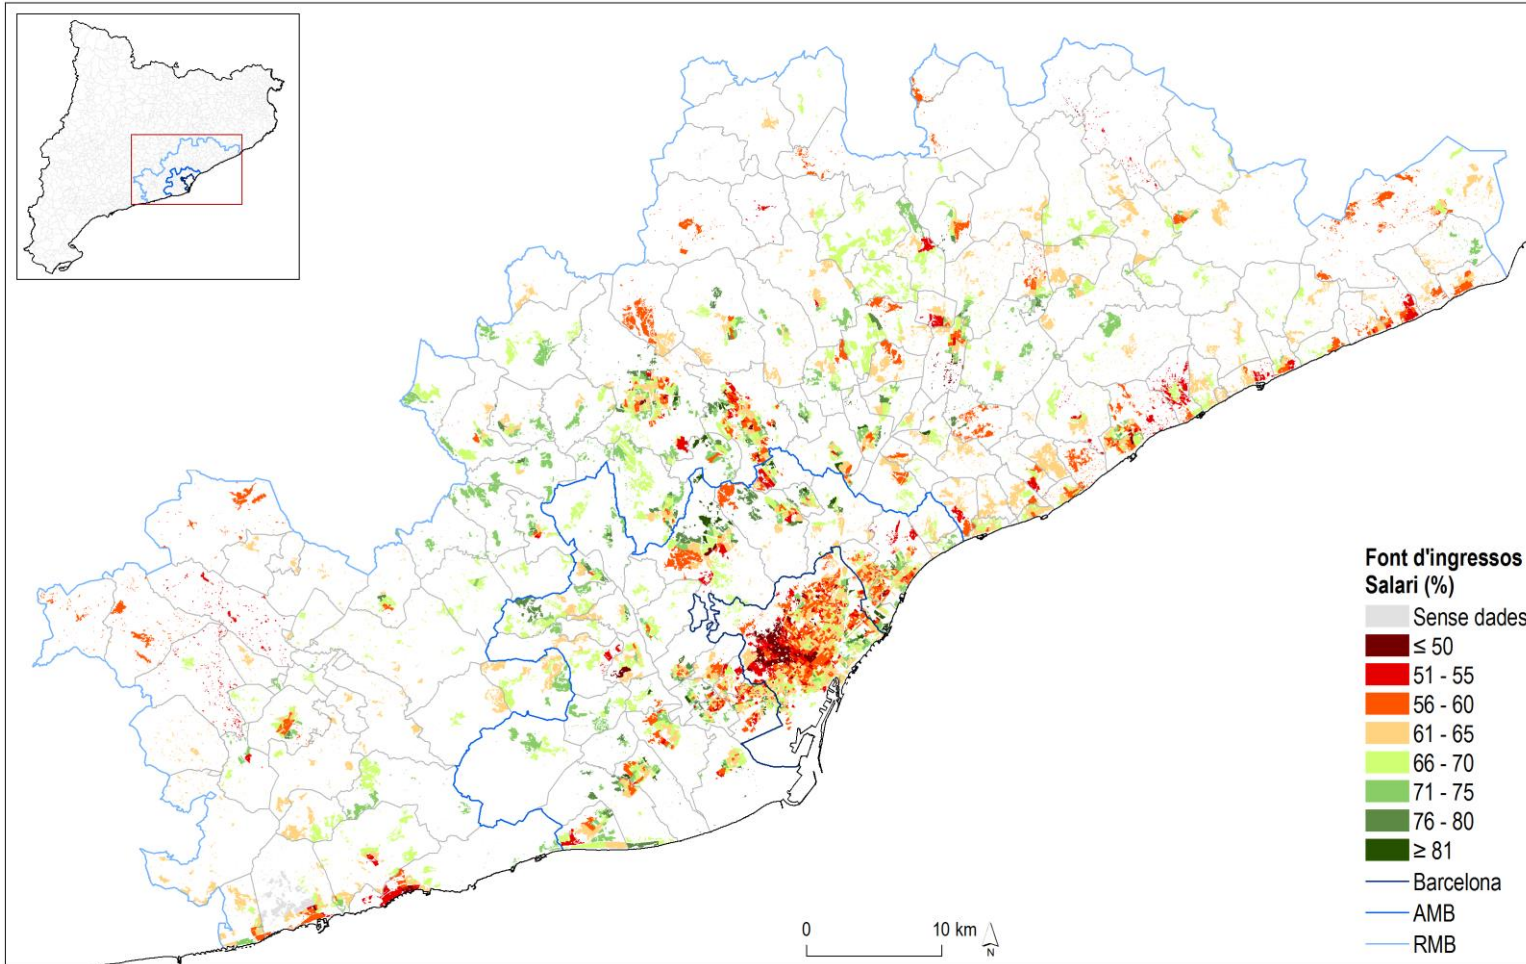 Font d'ingressos
Salari (%)
Sense dades
≤ 50
51 - 55
56 - 60
61 - 65
66 - 70
71 - 75
76 - 80
≥ 81
Barcelona
AMB
RMB
0 10 km
N